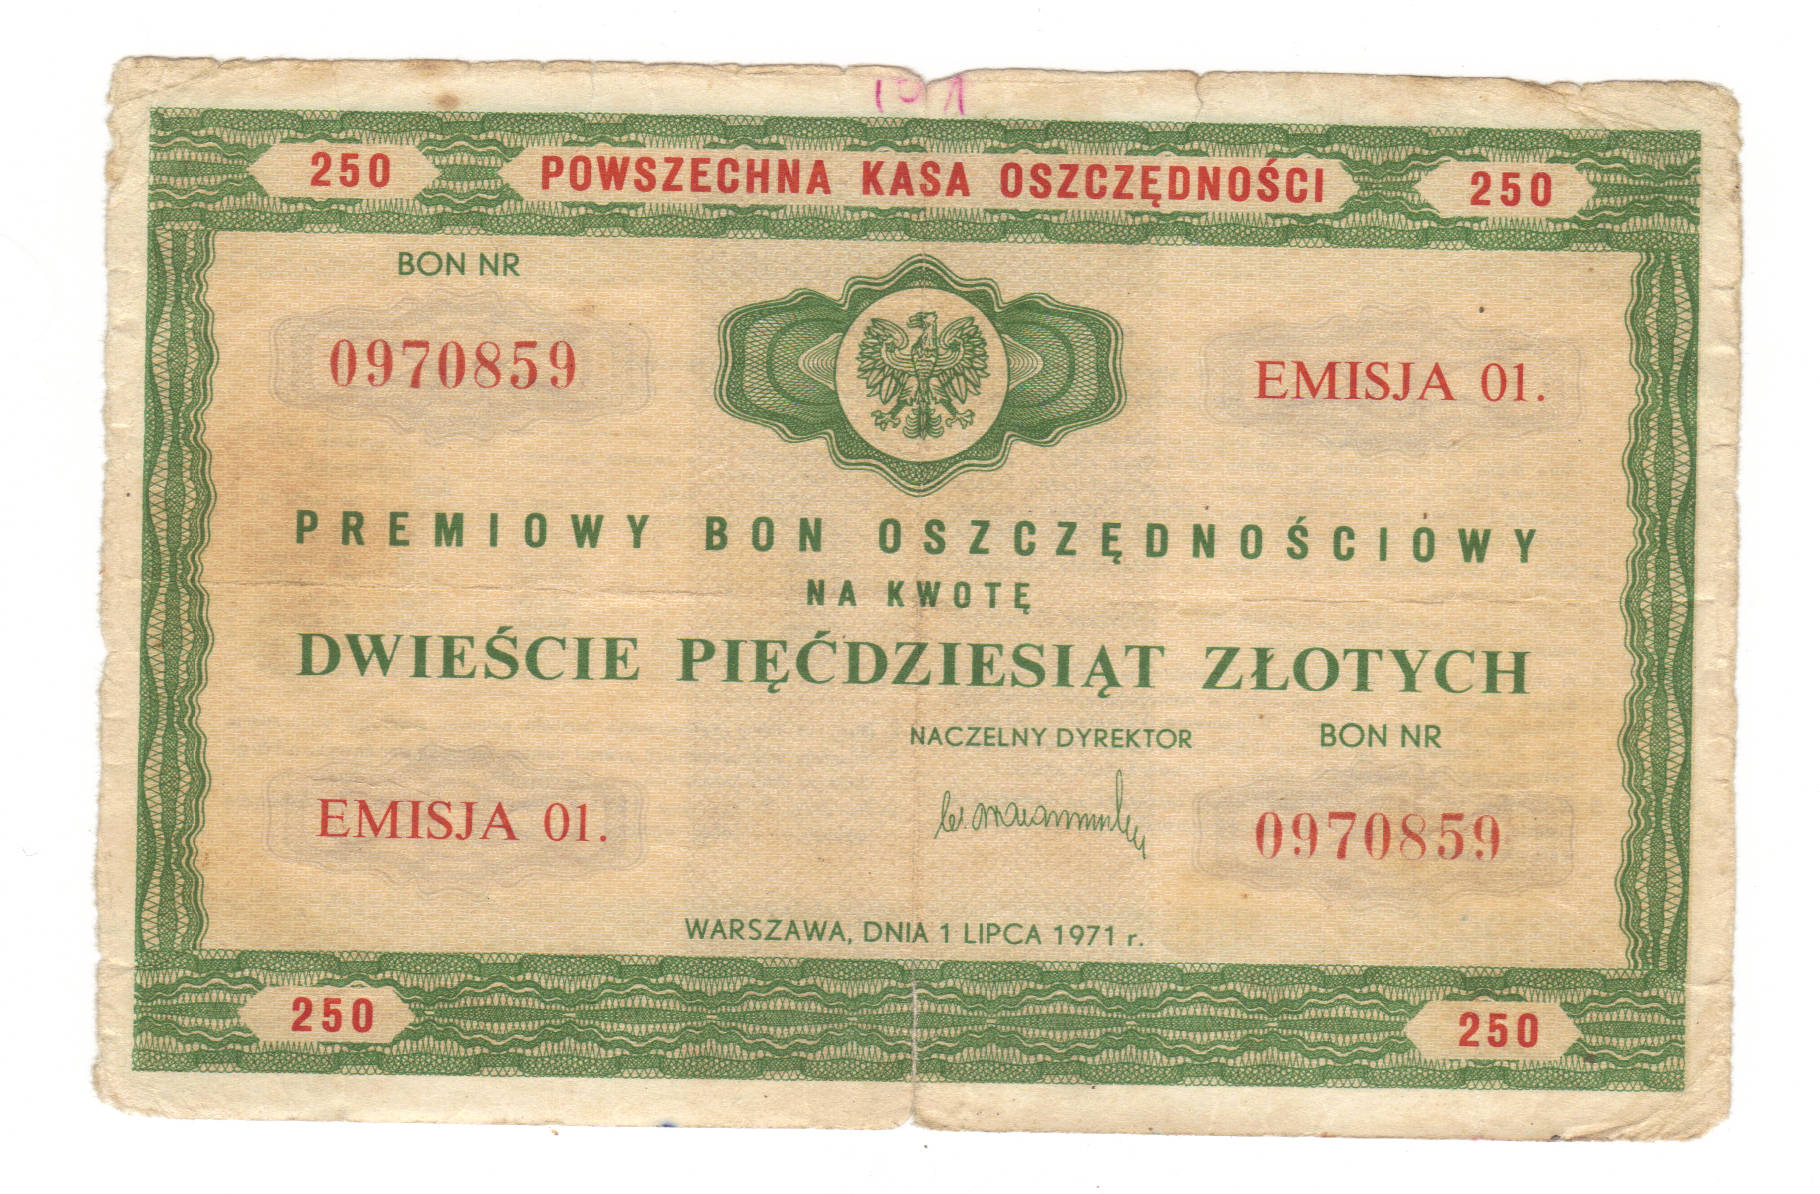 250 POWSZECHNA KASA OSZCZĘDNOŚCI 250
BON NR
0970859
EMISJA 01.
PREMIOWY BON OSZCZĘDNOŚCIOWY
NA KWOTĘ
DWIEŚCIE PIĘĆDZIESIĄT ZŁOTYCH
NACZELNY DYREKTOR
BON NR
EMISJA 01.
0970859
WARSZAWA, DNIA 1 LIPCA 1971 r.
250
250